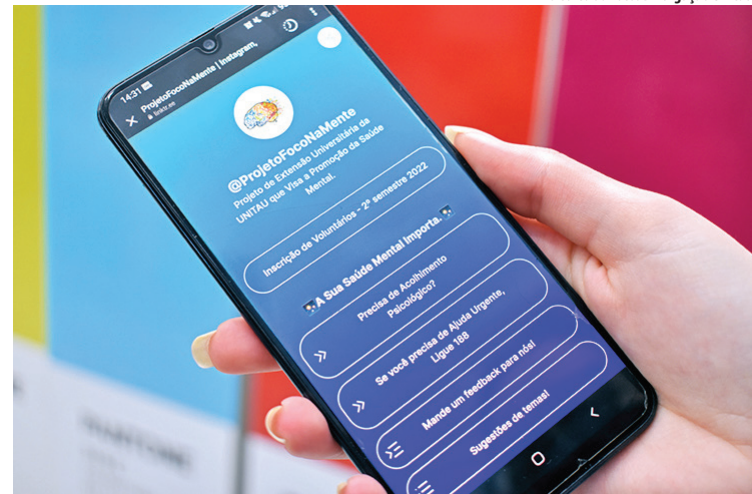 14:31
ProjetoFocoNaMente | Instagram,
linktr.ee
@ProjetoFocoNaMente
Projeto de Extensão Universitária da
UNITAU que Visa a Promoção da Saúde
Mental.
Inscrição de Voluntários - 2º semestre 2022
A Sua Saúde Mental Importa.
Precisa de Acolhimento
Psicológico?
Se você precisa de Ajuda Urgente,
Ligue 188
Mande um feedback para nós!
Sugestões de temas!
PANTONE